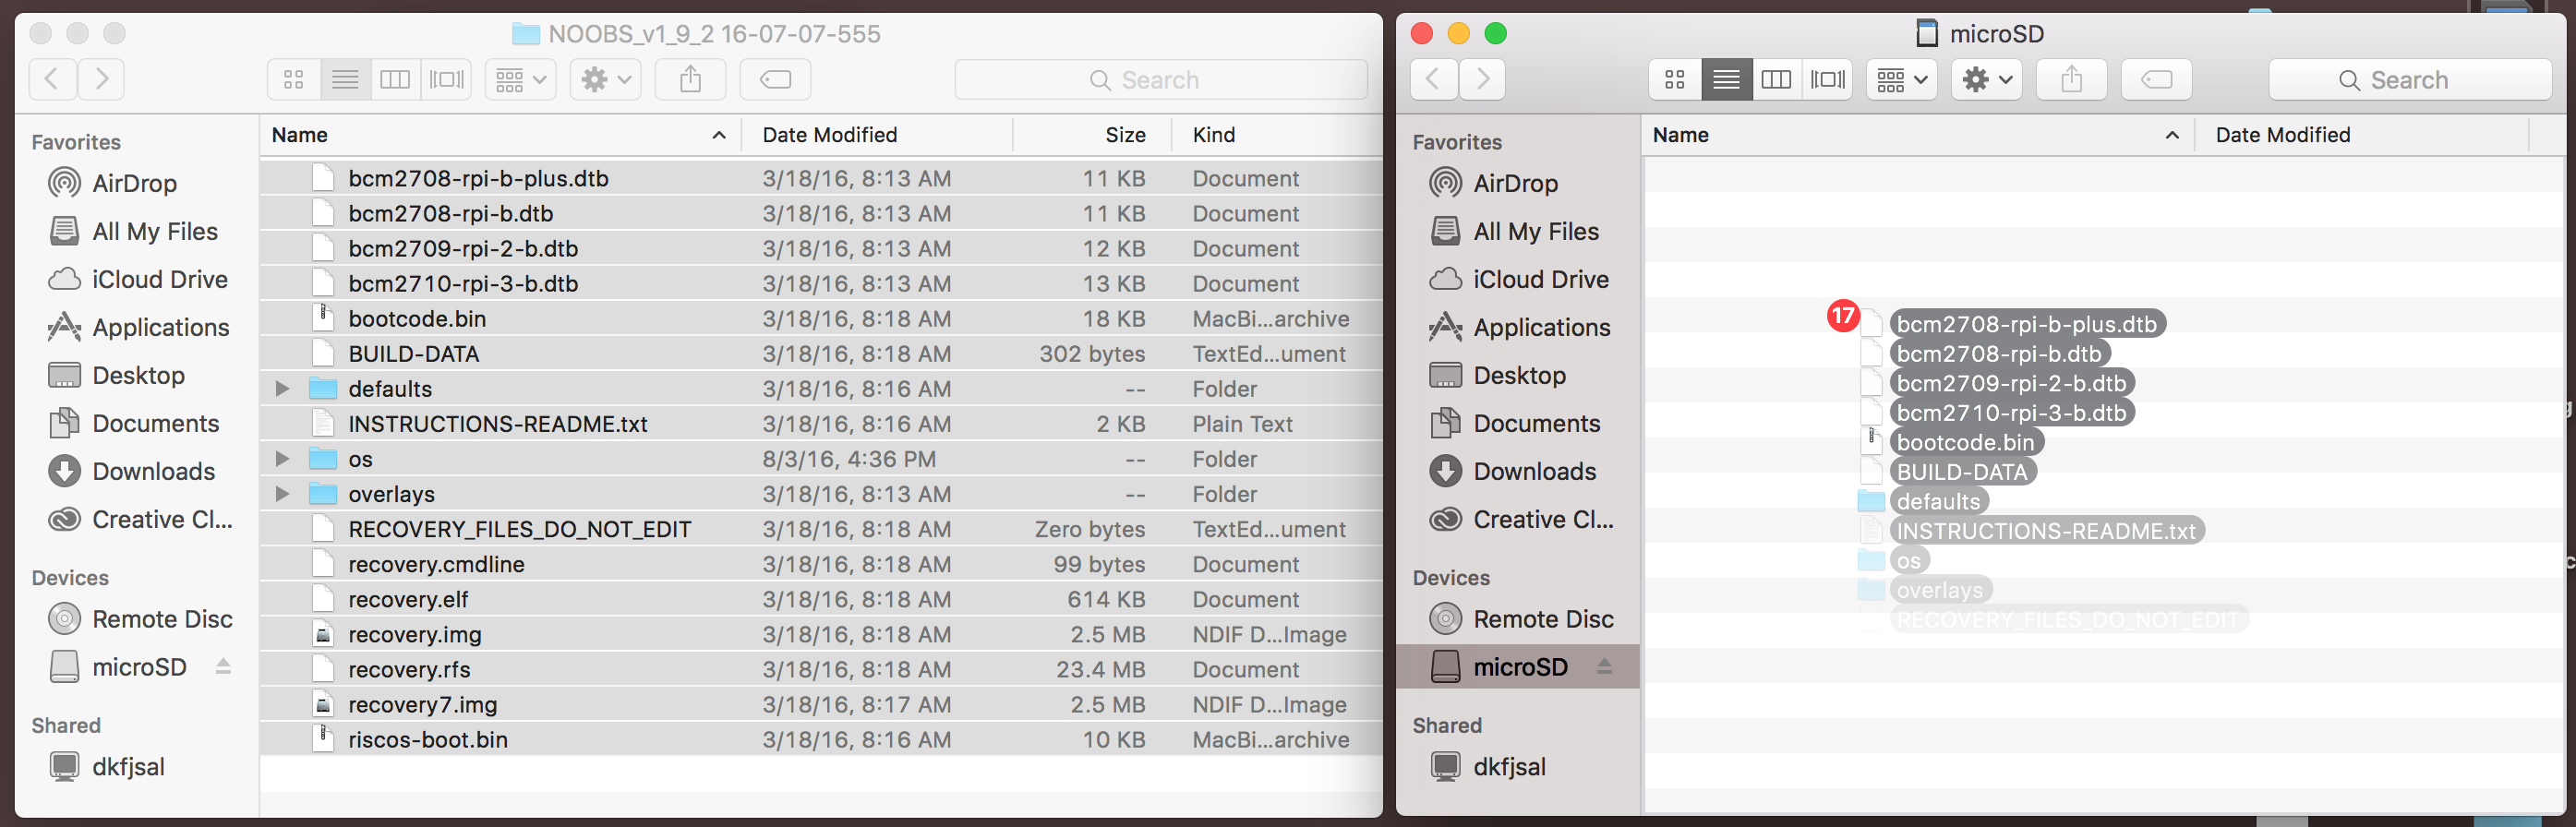 NOOBS_v1_9_2 16-07-07-555
Search
Favorites
AirDrop
All My Files
iCloud Drive
Applications
Desktop
Documents
Downloads
Creative Cl...
Devices
Remote Disc
microSD
Shared
dkfjsal
Name Date Modified Size Kind
bcm2708-rpi-b-plus.dtb 3/18/16, 8:13 AM 11 KB Document
bcm2708-rpi-b.dtb 3/18/16, 8:13 AM 11 KB Document
bcm2709-rpi-2-b.dtb 3/18/16, 8:13 AM 12 KB Document
bcm2710-rpi-3-b.dtb 3/18/16, 8:13 AM 13 KB Document
bootcode.bin 3/18/16, 8:18 AM 18 KB MacBi...archive
BUILD-DATA 3/18/16, 8:18 AM 302 bytes TextEd...ument
defaults 3/18/16, 8:16 AM -- Folder
INSTRUCTIONS-README.txt 3/18/16, 8:16 AM 2 KB Plain Text
os 8/3/16, 4:36 PM -- Folder
overlays 3/18/16, 8:13 AM -- Folder
RECOVERY_FILES_DO_NOT_EDIT 3/18/16, 8:18 AM Zero bytes TextEd...ument
recovery.cmdline 3/18/16, 8:18 AM 99 bytes Document
recovery.elf 3/18/16, 8:18 AM 614 KB Document
recovery.img 3/18/16, 8:18 AM 2.5 MB NDIF D...Image
recovery.rfs 3/18/16, 8:18 AM 23.4 MB Document
recovery7.img 3/18/16, 8:17 AM 2.5 MB NDIF D...Image
riscos-boot.bin 3/18/16, 8:16 AM 10 KB MacBi...archive
microSD
Search
Favorites
AirDrop
All My Files
iCloud Drive
Applications
Desktop
Documents
Downloads
Creative Cl...
Devices
Remote Disc
microSD
Shared
dkfjsal
Name Date Modified
17 bcm2708-rpi-b-plus.dtb
bcm2708-rpi-b.dtb
bcm2709-rpi-2-b.dtb
bcm2710-rpi-3-b.dtb
bootcode.bin
BUILD-DATA
defaults
INSTRUCTIONS-README.txt
os
overlays
RECOVERY_FILES_DO_NOT_EDIT